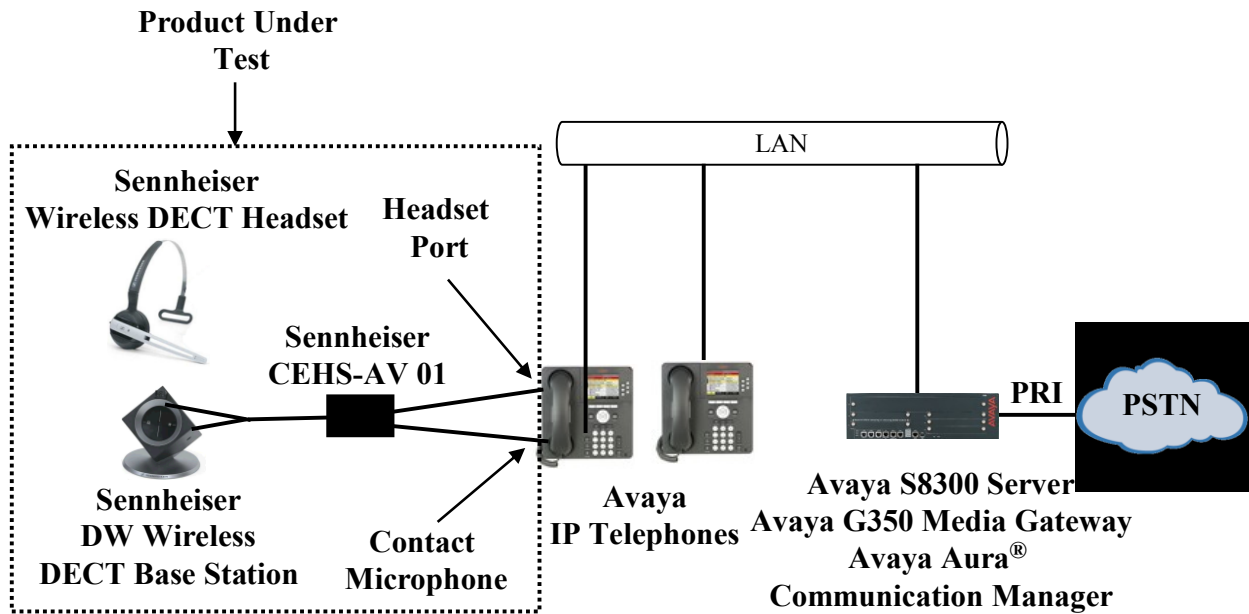 Product Under
Test
LAN
Sennheiser
Wireless DECT Headset
Headset
Port
Sennheiser
CEHS-AV 01
PRI
PSTN
Sennheiser
DW Wireless
DECT Base Station
Contact
Microphone
Avaya
IP Telephones
AVAYA
Avaya S8300 Server
Avaya G350 Media Gateway
Avaya Aura®
Communication Manager